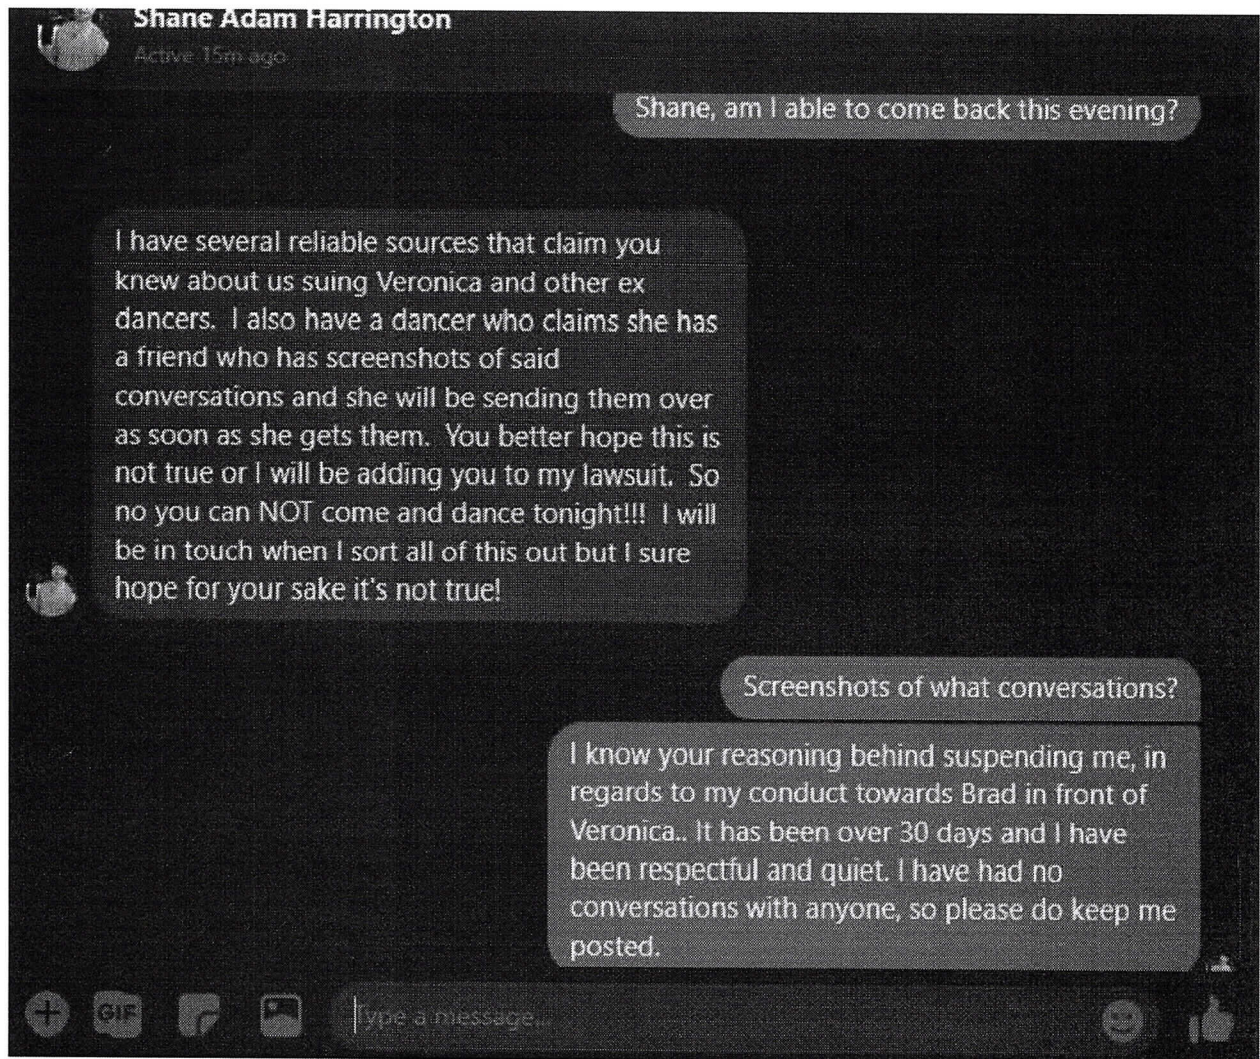 Shane Adam Harrington
Active 15m ago
Shane, am I able to come back this evening?
I have several reliable sources that claim you
knew about us suing Veronica and other ex
dancers.  I also have a dancer who claims she has
a friend who has screenshots of said
conversations and she will be sending them over
as soon as she gets them.  You better hope this is
not true or I will be adding you to my lawsuit.  So
no you can NOT come and dance tonight!!!  I will
be in touch when I sort all of this out but I sure
hope for your sake it's not true!
Screenshots of what conversations?
I know your reasoning behind suspending me, in
regards to my conduct towards Brad in front of
Veronica.. It has been over 30 days and I have
been respectful and quiet. I have had no
conversations with anyone, so please do keep me
posted.
GIF
Type a message...